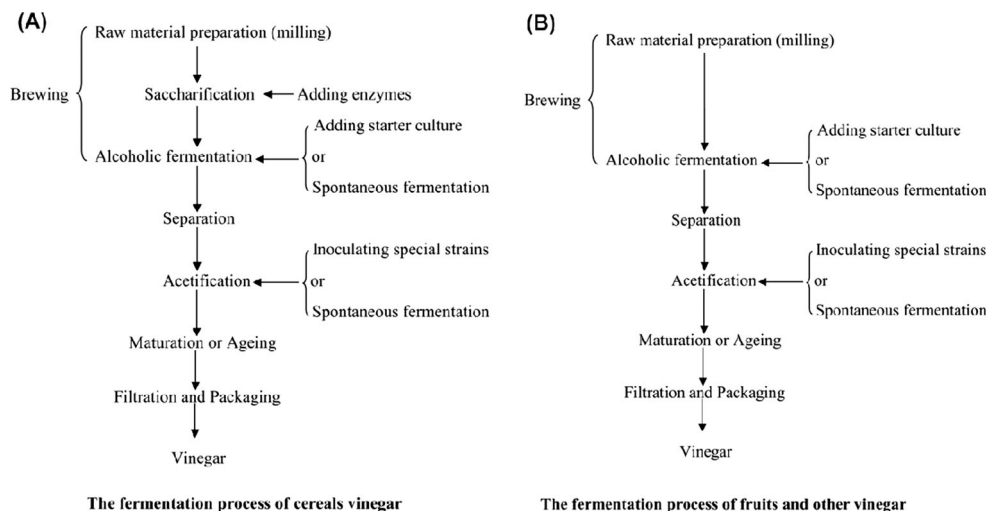 (A)
Raw material preparation (milling)
Brewing
Saccharification
Adding enzymes
Adding starter culture
Alcoholic fermentation
or
Spontaneous fermentation
Separation
Inoculating special strains
Acetification
or
Spontaneous fermentation
Maturation or Ageing
Filtration and Packaging
Vinegar
The fermentation process of cereals vinegar
(B)
Raw material preparation (milling)
Brewing
Adding starter culture
Alcoholic fermentation
or
Spontaneous fermentation
Separation
Inoculating special strains
Acetification
or
Spontaneous fermentation
Maturation or Ageing
Filtration and Packaging
Vinegar
The fermentation process of fruits and other vinegar